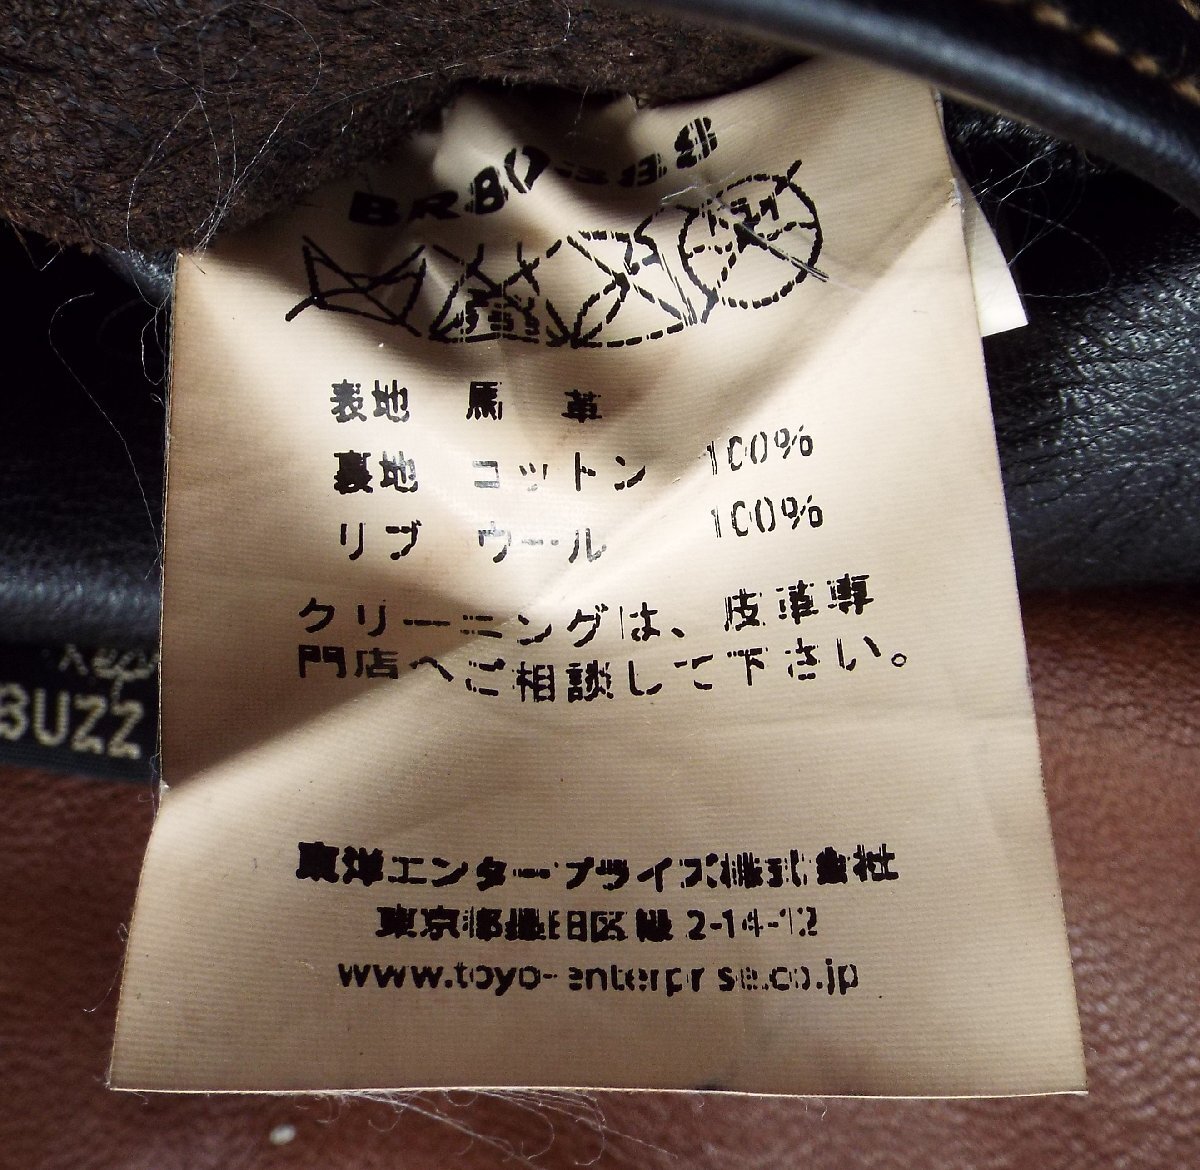 表地 馬 革
裏地 コットン 100%
リブ ウール 100%
クリーニングは、皮革専
門店へご相談して下さい。
BUZZ
東洋エンタープライズ株式会社
東京都墨田区緑 2-14-12
www.toyo-enterprise.co.jp